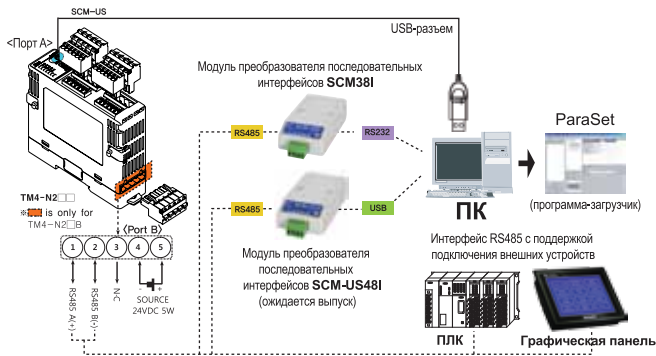 SCM-US
<Порт A>
USB-разъем
Модуль преобразователя последовательных
интерфейсов SCM38I
RS485
RS232
ParaSet
(программа-загрузчик)
ПК
RS485
USB
Модуль преобразователя
последовательных
интерфейсов SCM-US48I
(ожидается выпуск)
TM4-N2□□
※ is only for
TM4-N2□B
<Port B>
1 2 3 4 5
RS485 A(+)
RS485 B(-)
N·C
SOURCE
24VDC 5W
Интерфейс RS485 с поддержкой
подключения внешних устройств
ПЛК
Графическая панель